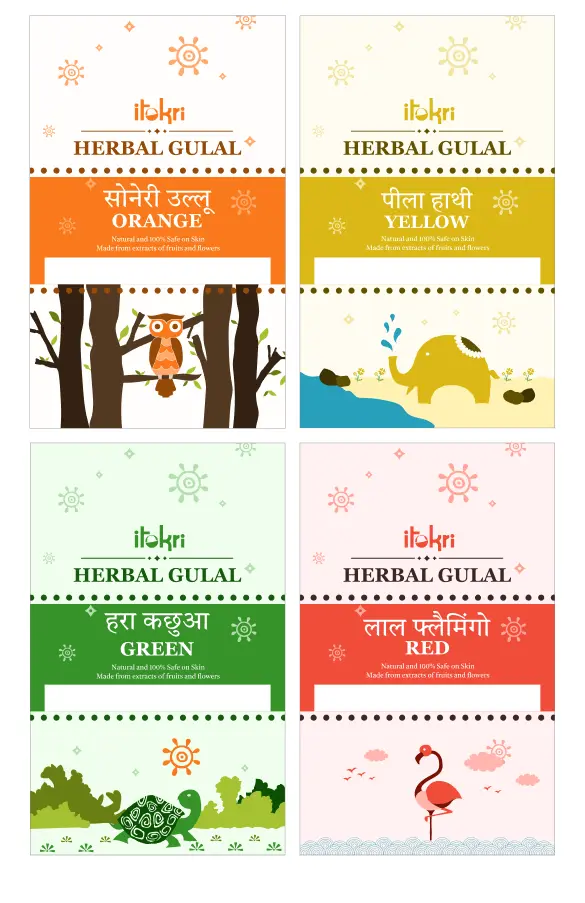 itokri
HERBAL GULAL
सोनेरी उल्लू
ORANGE
Natural and 100% Safe on Skin
Made from extracts of fruits and flowers
itokri
HERBAL GULAL
पीला हाथी
YELLOW
Natural and 100% Safe on Skin
Made from extracts of fruits and flowers
itokri
HERBAL GULAL
हरा कछुआ
GREEN
Natural and 100% Safe on Skin
Made from extracts of fruits and flowers
itokri
HERBAL GULAL
लाल फ्लैमिंगो
RED
Natural and 100% Safe on Skin
Made from extracts of fruits and flowers